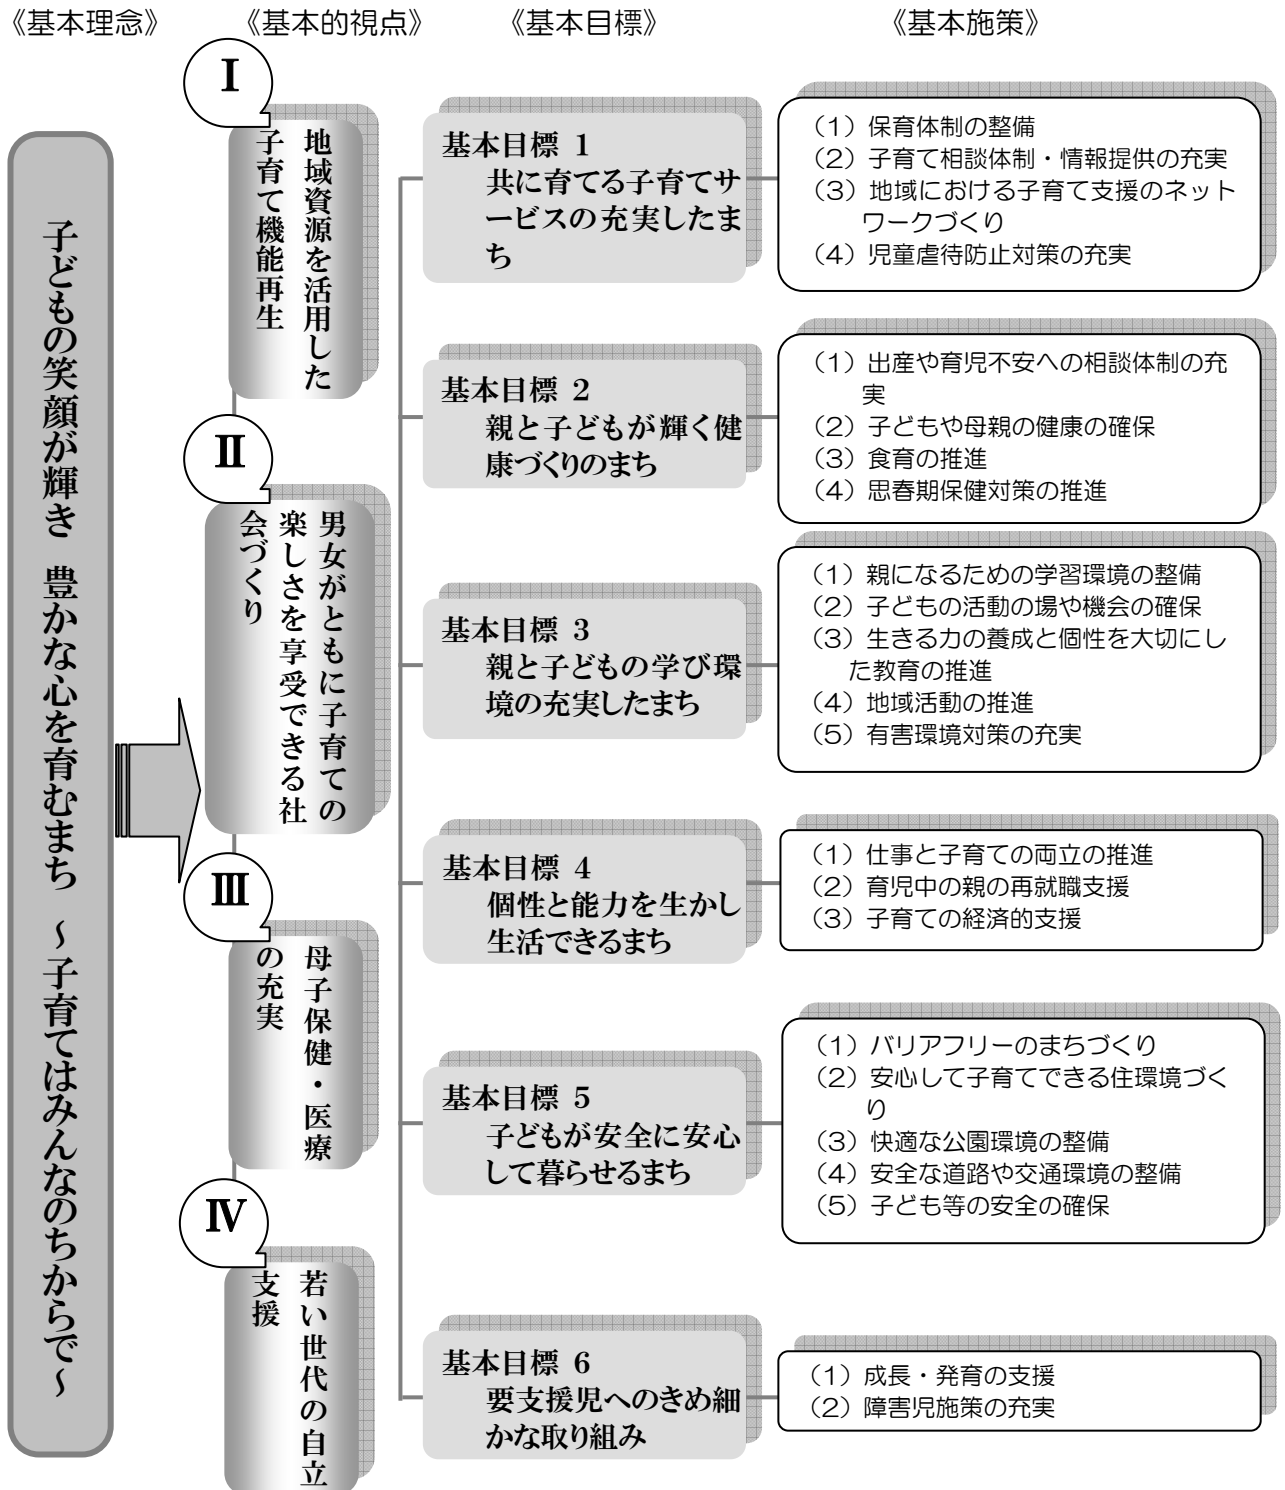 《基本理念》
《基本的視点》
《基本目標》
《基本施策》
子どもの笑顔が輝き　豊かな心を育むまち　～子育てはみんなのちからで～
Ⅰ
地域資源を活用した
子育て機能再生
Ⅱ
男女がともに子育ての
楽しさを享受できる社
会づくり
Ⅲ
母子保健・医療
の充実
Ⅳ
若い世代の自立
支援
基本目標 1
共に育てる子育てサ
ービスの充実したま
ち
(1) 保育体制の整備
(2) 子育て相談体制・情報提供の充実
(3) 地域における子育て支援のネット
ワークづくり
(4) 児童虐待防止対策の充実
基本目標 2
親と子どもが輝く健
康づくりのまち
(1) 出産や育児不安への相談体制の充
実
(2) 子どもや母親の健康の確保
(3) 食育の推進
(4) 思春期保健対策の推進
基本目標 3
親と子どもの学び環
境の充実したまち
(1) 親になるための学習環境の整備
(2) 子どもの活動の場や機会の確保
(3) 生きる力の養成と個性を大切にし
た教育の推進
(4) 地域活動の推進
(5) 有害環境対策の充実
基本目標 4
個性と能力を生かし
生活できるまち
(1) 仕事と子育ての両立の推進
(2) 育児中の親の再就職支援
(3) 子育ての経済的支援
基本目標 5
子どもが安全に安心
して暮らせるまち
(1) バリアフリーのまちづくり
(2) 安心して子育てできる住環境づく
り
(3) 快適な公園環境の整備
(4) 安全な道路や交通環境の整備
(5) 子ども等の安全の確保
基本目標 6
要支援児へのきめ細
かな取り組み
(1) 成長・発育の支援
(2) 障害児施策の充実